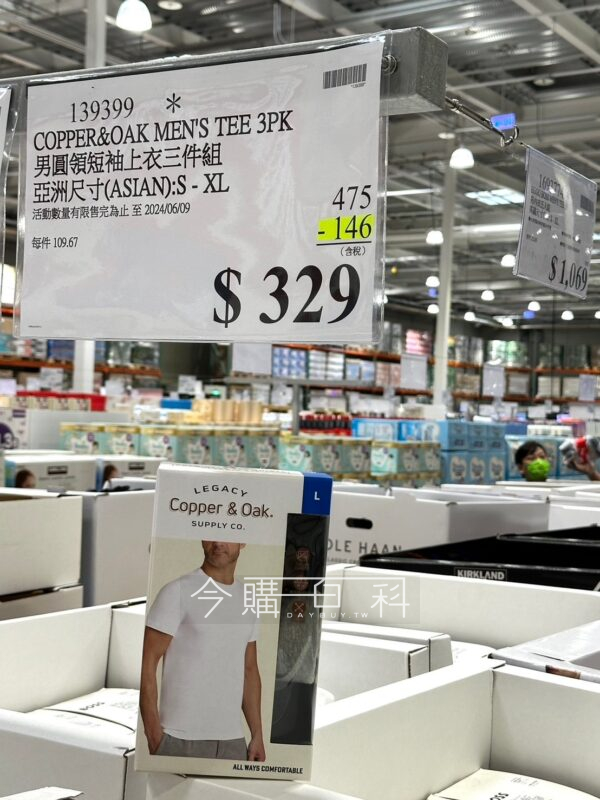 139399 *
COPPER&OAK MEN'S TEE 3PK
男圓領短袖上衣三件組
亞洲尺寸(ASIAN):S - XL
活動數量有限售完為止 至 2024/06/09
475
- 146
(含稅)
每件 109.67
$ 329
$1,069
LEGACY
Copper & Oak.
SUPPLY CO.
L
OLE HAAN
KIRKLAND
今購百科
DAYBUY.TW
ALL WAYS COMFORTABLE
BOSS